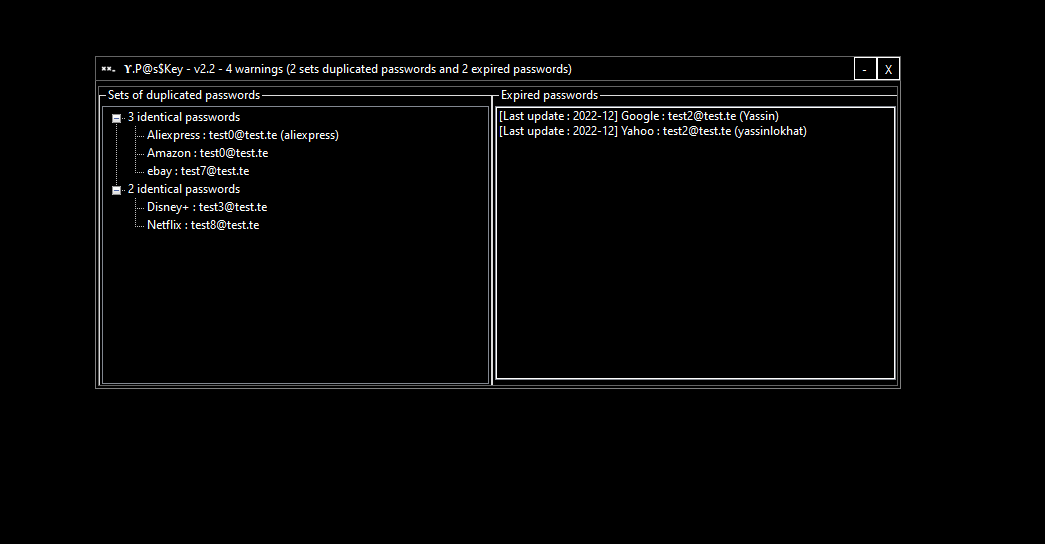 **. ϒ.P@s$Key - v2.2 - 4 warnings (2 sets duplicated passwords and 2 expired passwords) - X
Sets of duplicated passwords
3 identical passwords
Aliexpress : test0@test.te (aliexpress)
Amazon : test0@test.te
ebay : test7@test.te
2 identical passwords
Disney+ : test3@test.te
Netflix : test8@test.te
Expired passwords
[Last update : 2022-12] Google : test2@test.te (Yassin)
[Last update : 2022-12] Yahoo : test2@test.te (yassinlokhat)